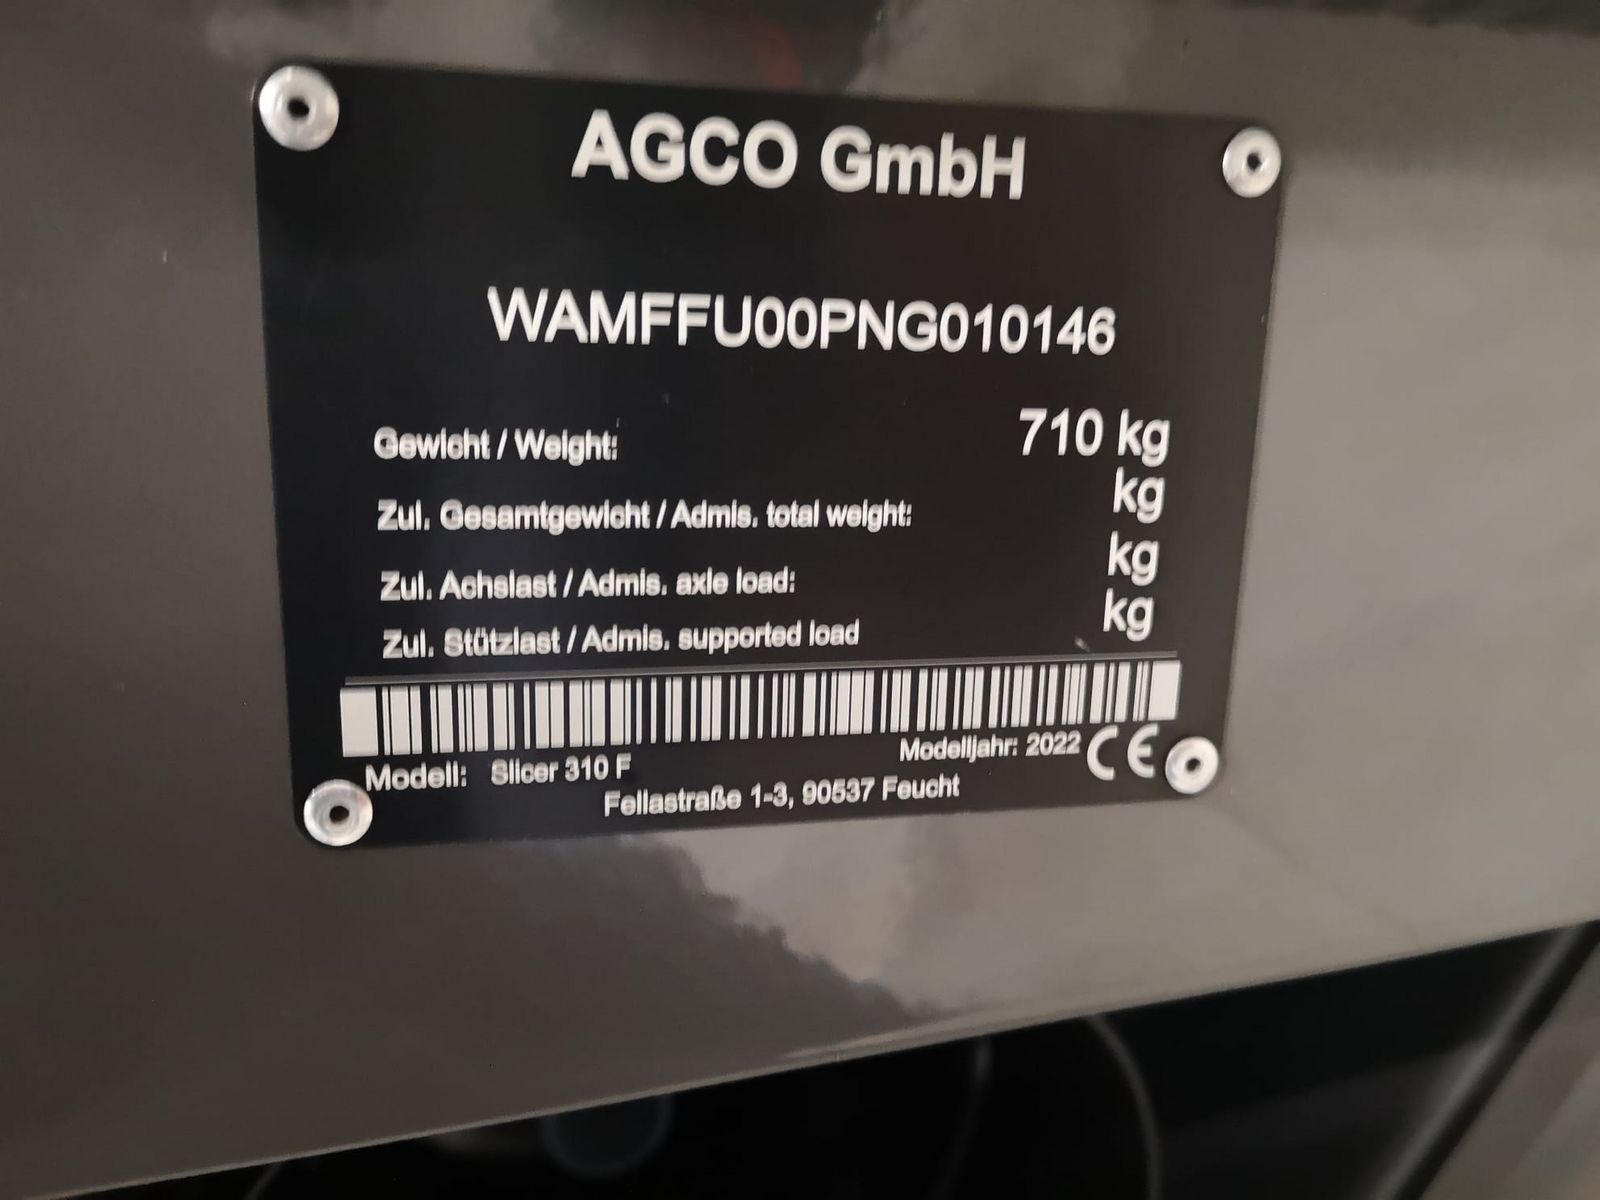 AGCO GmbH
WAMFFU00PNG010146
Gewicht / Weight: 710 kg
Zul. Gesamtgewicht / Admis. total weight: kg
Zul. Achslast / Admis. axle load: kg
Zul. Stützlast / Admis. supported load kg
Modell: Slicer 310 F Modelljahr: 2022 CE
Fellastraße 1-3, 90537 Feucht